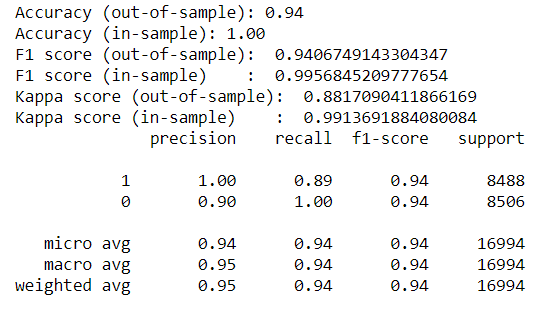 Accuracy (out-of-sample): 0.94
Accuracy (in-sample): 1.00
F1 score (out-of-sample):  0.9406749143304347
F1 score (in-sample)    :  0.9956845209777654
Kappa score (out-of-sample):  0.8817090411866169
Kappa score (in-sample)    :  0.9913691884080084
precision    recall  f1-score   support
1       1.00      0.89      0.94      8488
0       0.90      1.00      0.94      8506
micro avg       0.94      0.94      0.94     16994
macro avg       0.95      0.94      0.94     16994
weighted avg       0.95      0.94      0.94     16994